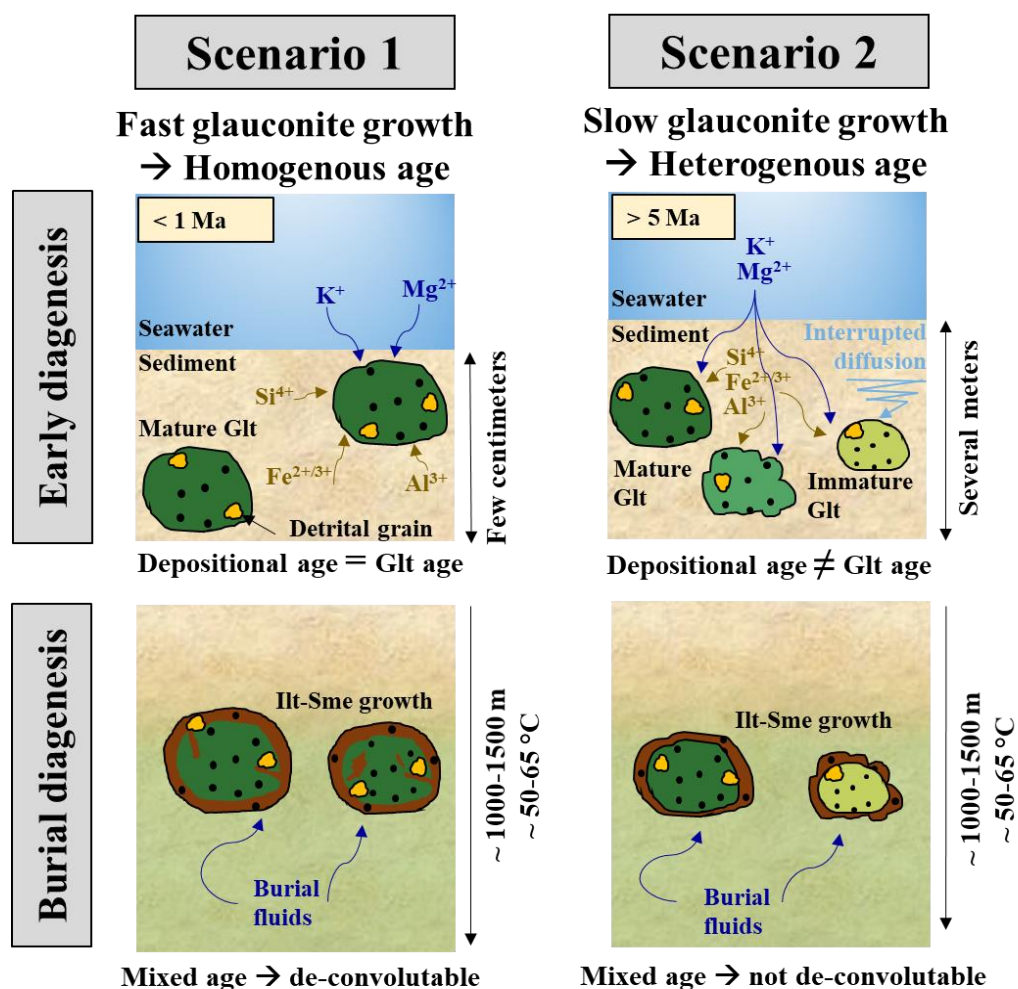 Scenario 1
Fast glauconite growth
→ Homogenous age
Scenario 2
Slow glauconite growth
→ Heterogenous age
Early diagenesis
< 1 Ma
K⁺
Mg²⁺
Seawater
Sediment
Si⁴⁺
Mature Glt
Fe²⁺/³⁺
Al³⁺
Detrital grain
Few centimeters
Depositional age = Glt age
> 5 Ma
K⁺
Mg²⁺
Seawater
Sediment
Interrupted
diffusion
Si⁴⁺
Fe²⁺/³⁺
Al³⁺
Mature
Glt
Immature
Glt
Several meters
Depositional age ≠ Glt age
Burial diagenesis
Ilt-Sme growth
Burial
fluids
~ 1000-1500 m
~ 50-65 °C
Mixed age → de-convolutable
Ilt-Sme growth
Burial
fluids
~ 1000-1500 m
~ 50-65 °C
Mixed age → not de-convolutable